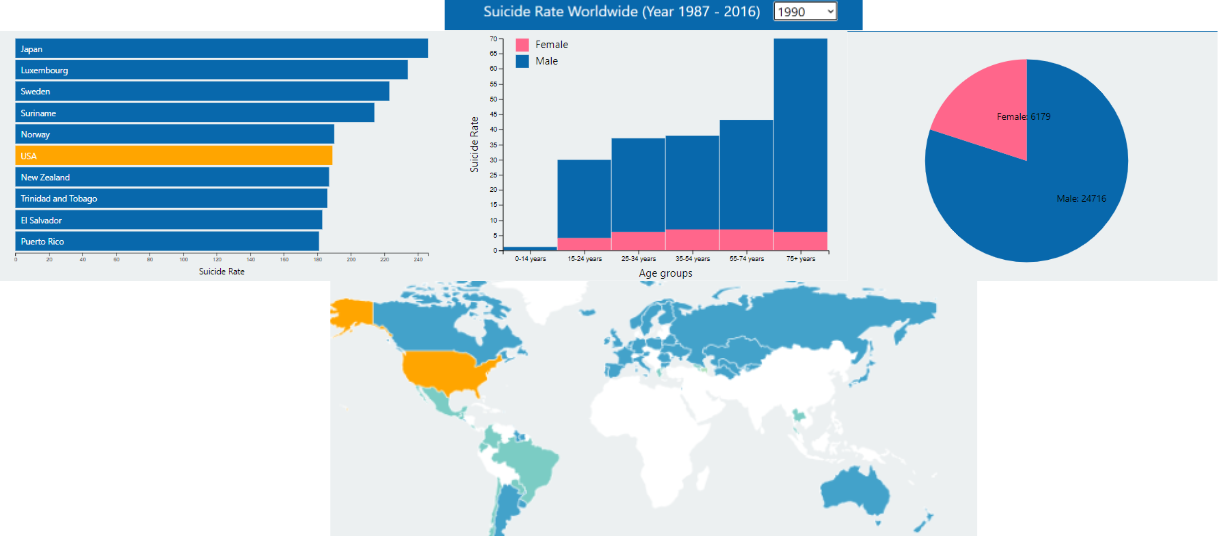 Suicide Rate Worldwide (Year 1987 - 2016) 1990
Japan
Luxembourg
Sweden
Suriname
Norway
USA
New Zealand
Trinidad and Tobago
El Salvador
Puerto Rico
0 20 40 60 80 100 120 140 160 180 200 220 240
Suicide Rate
Female
Male
70
65
60
55
50
45
40
35
30
25
20
15
10
5
0
Suicide Rate
0-14 years 15-24 years 25-34 years 35-54 years 55-74 years 75+ years
Age groups
Female: 6179
Male: 24716